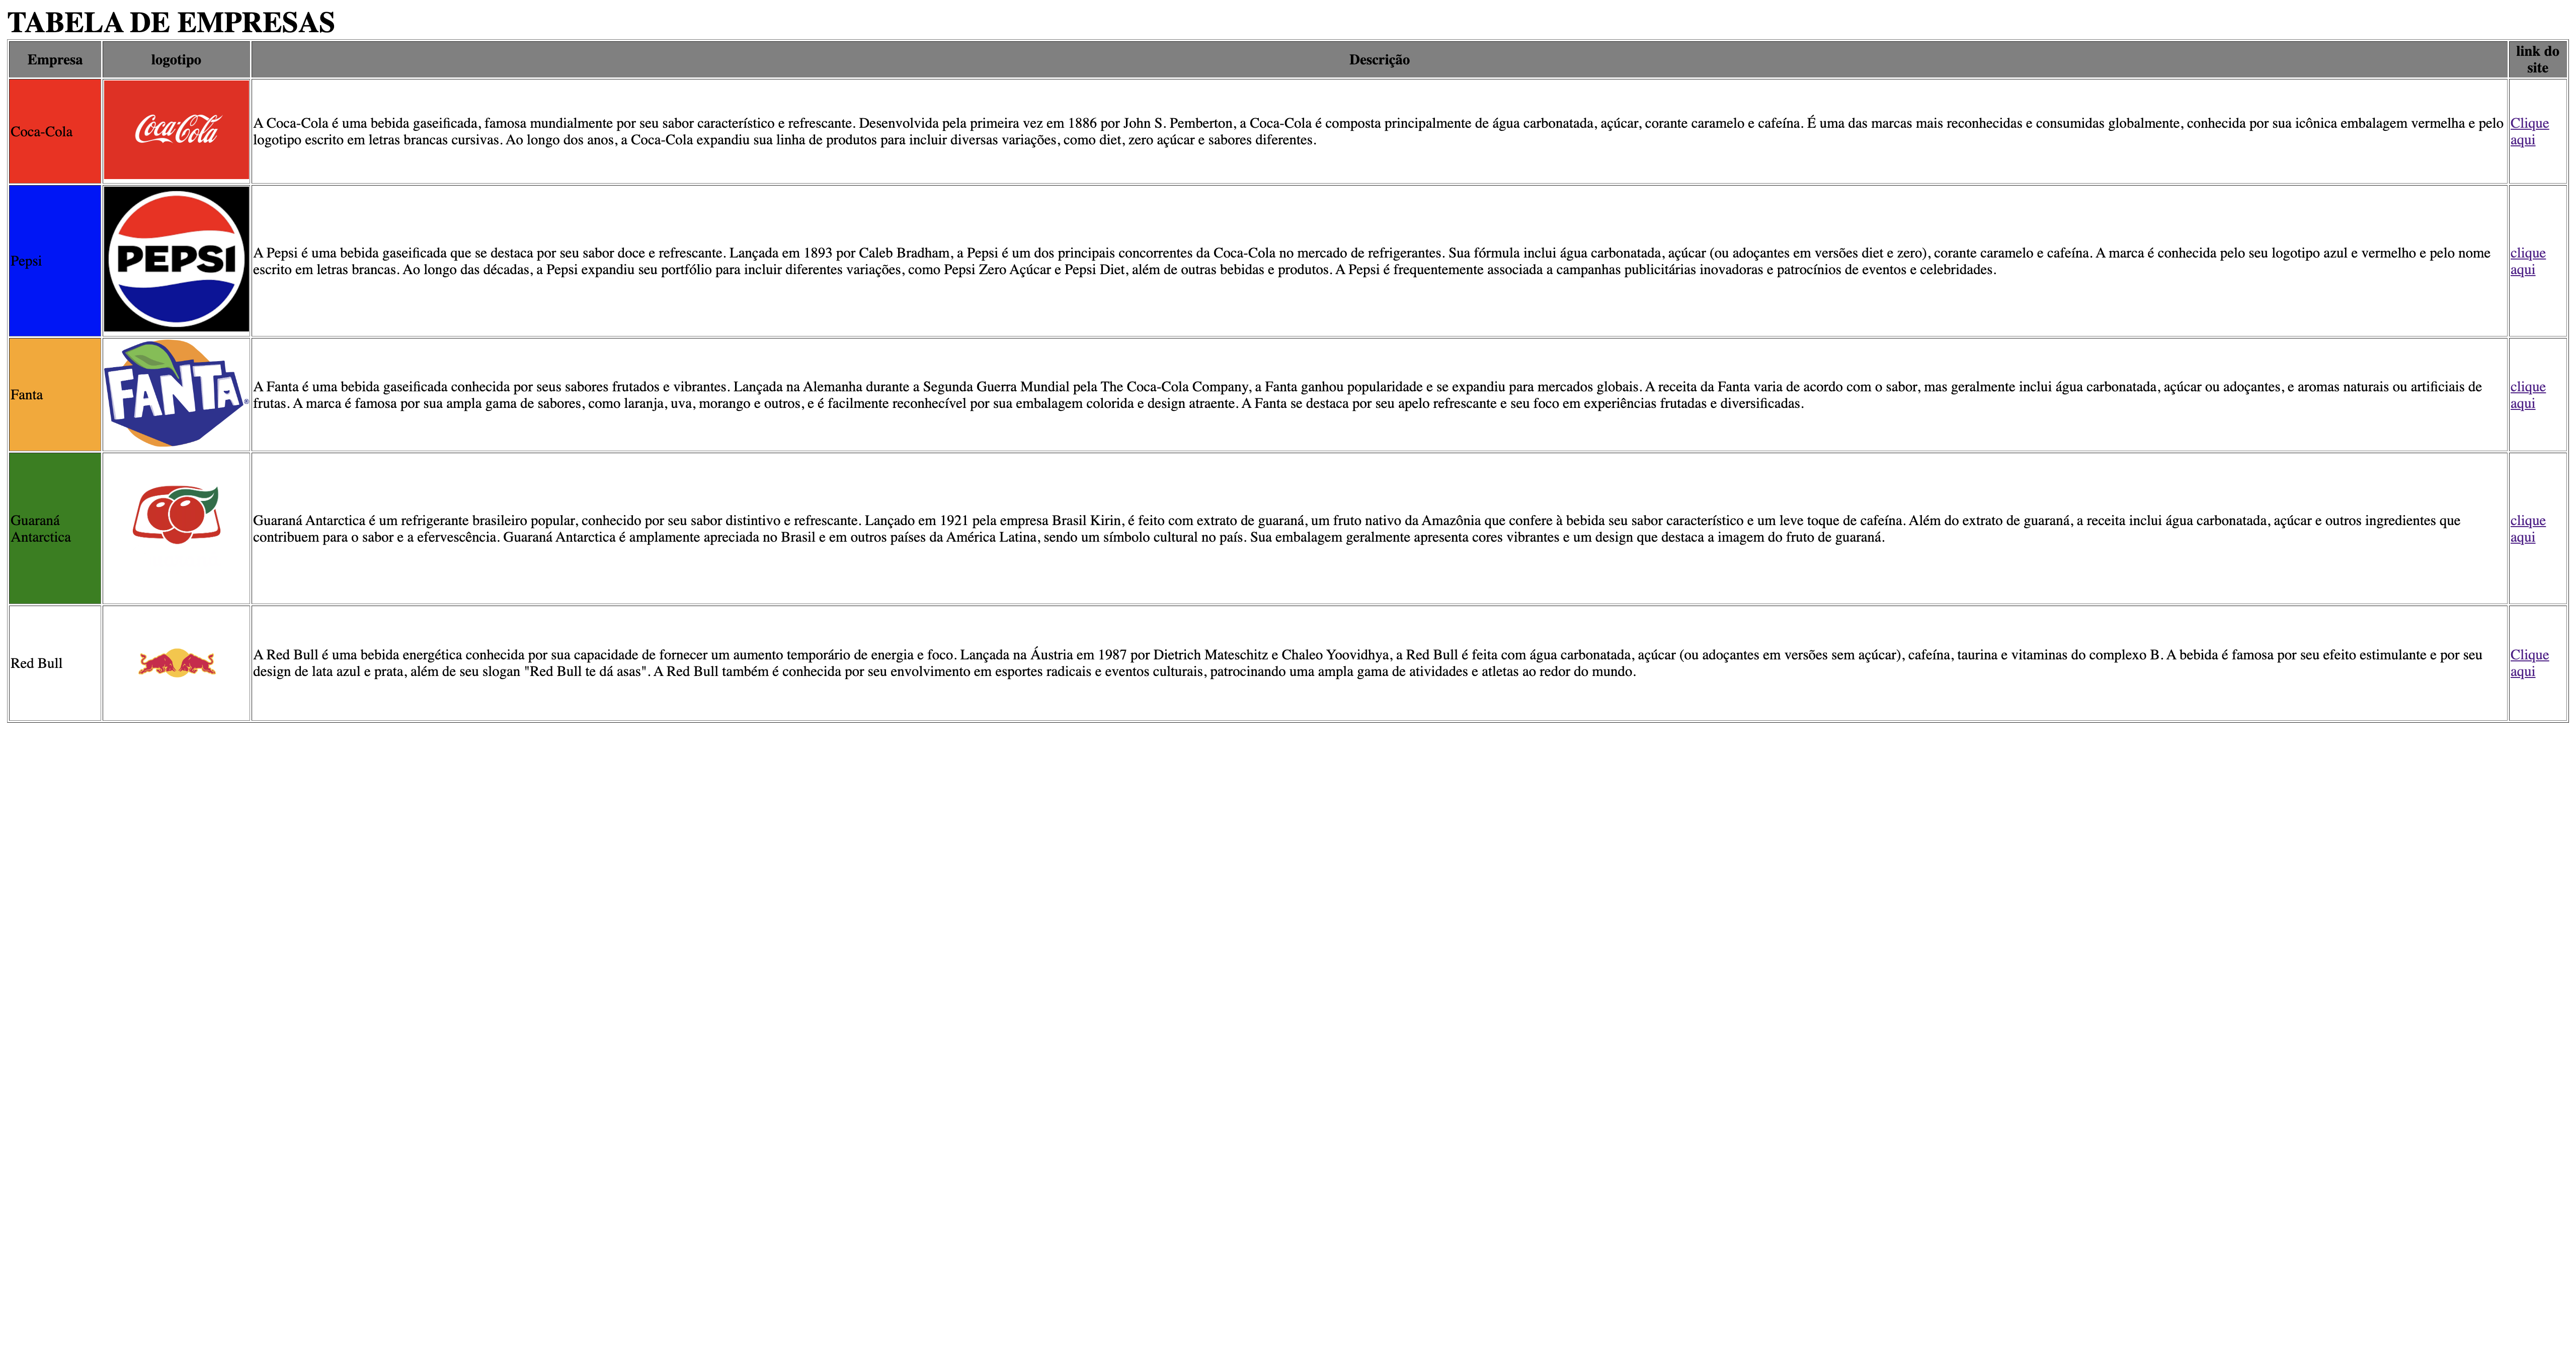 TABELA DE EMPRESAS
Empresa
logotipo
Descrição
link do
site
Coca-Cola
Coca-Cola
A Coca-Cola é uma bebida gaseificada, famosa mundialmente por seu sabor característico e refrescante. Desenvolvida pela primeira vez em 1886 por John S. Pemberton, a Coca-Cola é composta principalmente de água carbonatada, açúcar, corante caramelo e cafeína. É uma das marcas mais reconhecidas e consumidas globalmente, conhecida por sua icônica embalagem vermelha e pelo
logotipo escrito em letras brancas cursivas. Ao longo dos anos, a Coca-Cola expandiu sua linha de produtos para incluir diversas variações, como diet, zero açúcar e sabores diferentes.
Clique
aqui
Pepsi
PEPSI
A Pepsi é uma bebida gaseificada que se destaca por seu sabor doce e refrescante. Lançada em 1893 por Caleb Bradham, a Pepsi é um dos principais concorrentes da Coca-Cola no mercado de refrigerantes. Sua fórmula inclui água carbonatada, açúcar (ou adoçantes em versões diet e zero), corante caramelo e cafeína. A marca é conhecida pelo seu logotipo azul e vermelho e pelo nome
escrito em letras brancas. Ao longo das décadas, a Pepsi expandiu seu portfólio para incluir diferentes variações, como Pepsi Zero Açúcar e Pepsi Diet, além de outras bebidas e produtos. A Pepsi é frequentemente associada a campanhas publicitárias inovadoras e patrocínios de eventos e celebridades.
clique
aqui
Fanta
FANTA
A Fanta é uma bebida gaseificada conhecida por seus sabores frutados e vibrantes. Lançada na Alemanha durante a Segunda Guerra Mundial pela The Coca-Cola Company, a Fanta ganhou popularidade e se expandiu para mercados globais. A receita da Fanta varia de acordo com o sabor, mas geralmente inclui água carbonatada, açúcar ou adoçantes, e aromas naturais ou artificiais de
frutas. A marca é famosa por sua ampla gama de sabores, como laranja, uva, morango e outros, e é facilmente reconhecível por sua embalagem colorida e design atraente. A Fanta se destaca por seu apelo refrescante e seu foco em experiências frutadas e diversificadas.
clique
aqui
Guaraná
Antarctica
Guaraná Antarctica é um refrigerante brasileiro popular, conhecido por seu sabor distintivo e refrescante. Lançado em 1921 pela empresa Brasil Kirin, é feito com extrato de guaraná, um fruto nativo da Amazônia que confere à bebida seu sabor característico e um leve toque de cafeína. Além do extrato de guaraná, a receita inclui água carbonatada, açúcar e outros ingredientes que
contribuem para o sabor e a efervescência. Guaraná Antarctica é amplamente apreciada no Brasil e em outros países da América Latina, sendo um símbolo cultural no país. Sua embalagem geralmente apresenta cores vibrantes e um design que destaca a imagem do fruto de guaraná.
clique
aqui
Red Bull
A Red Bull é uma bebida energética conhecida por sua capacidade de fornecer um aumento temporário de energia e foco. Lançada na Áustria em 1987 por Dietrich Mateschitz e Chaleo Yoovidhya, a Red Bull é feita com água carbonatada, açúcar (ou adoçantes em versões sem açúcar), cafeína, taurina e vitaminas do complexo B. A bebida é famosa por seu efeito estimulante e por seu
design de lata azul e prata, além de seu slogan "Red Bull te dá asas". A Red Bull também é conhecida por seu envolvimento em esportes radicais e eventos culturais, patrocinando uma ampla gama de atividades e atletas ao redor do mundo.
Clique
aqui